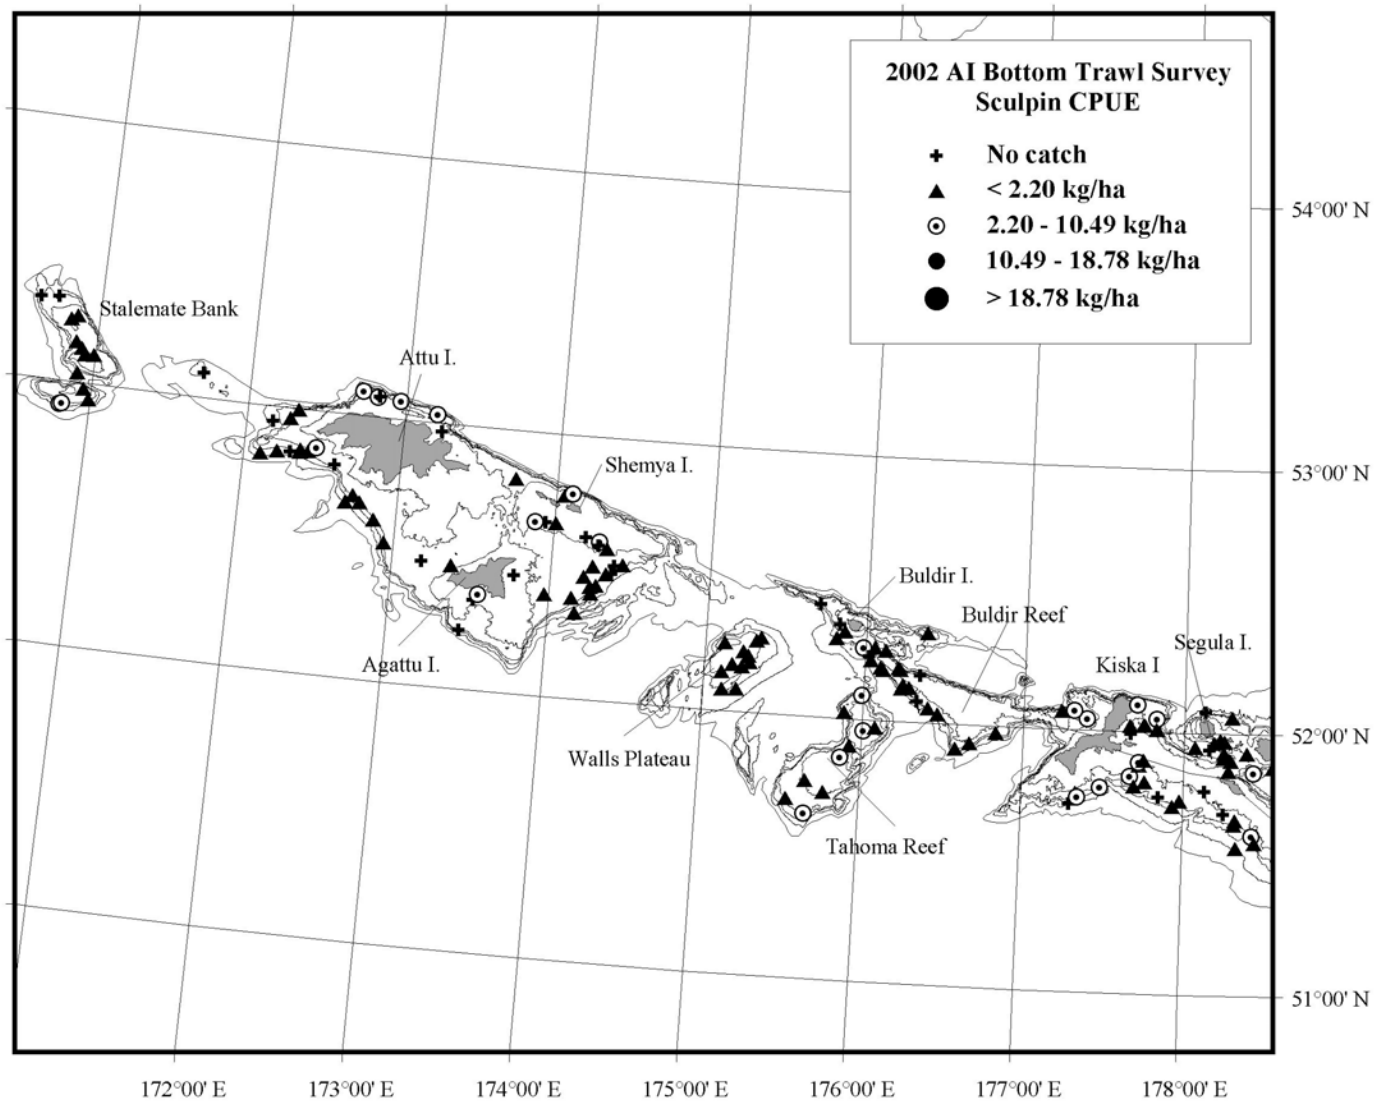 2002 AI Bottom Trawl Survey
Sculpin CPUE
No catch
< 2.20 kg/ha
2.20 - 10.49 kg/ha
10.49 - 18.78 kg/ha
> 18.78 kg/ha
54°00' N
Stalemate Bank
Attu I.
Shemya I.
53°00' N
Buldir I.
Buldir Reef
Segula I.
Agattu I.
Kiska I
52°00' N
Walls Plateau
Tahoma Reef
51°00' N
172°00' E 173°00' E 174°00' E 175°00' E 176°00' E 177°00' E 178°00' E